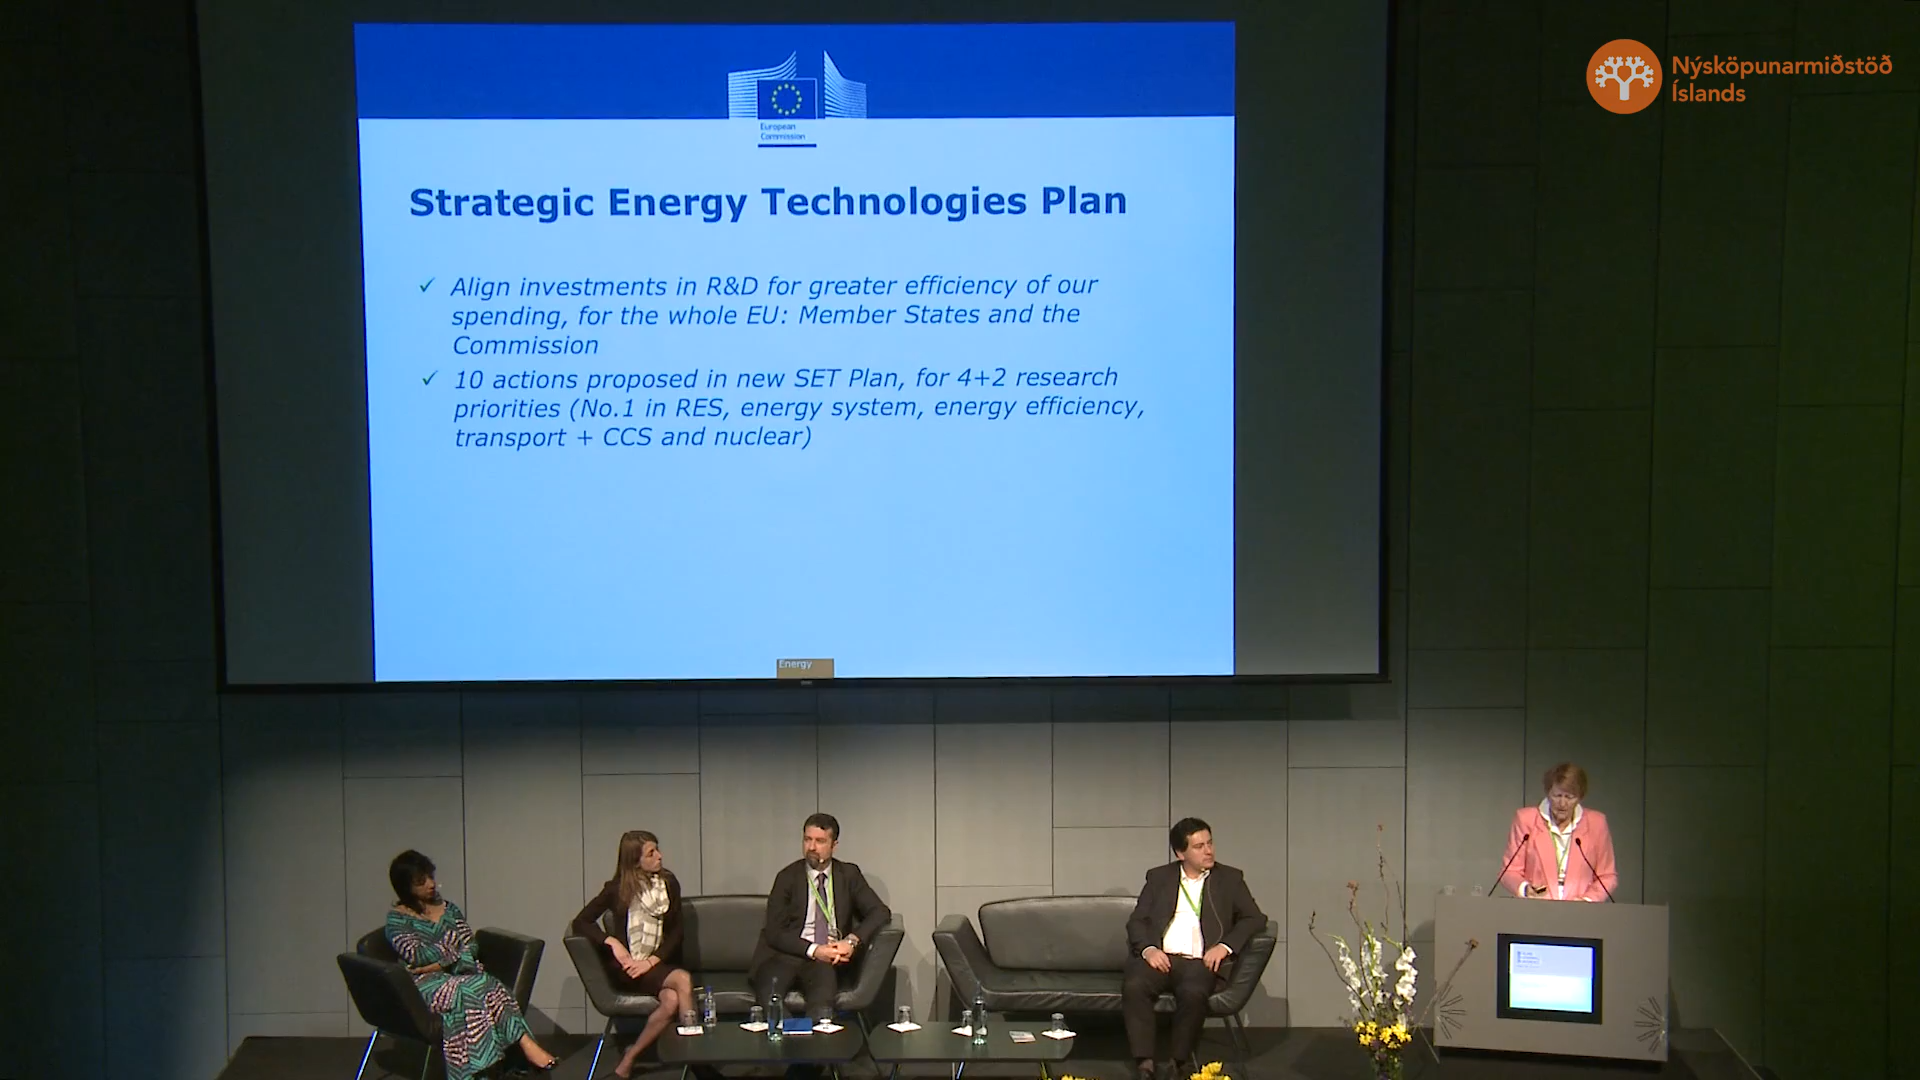 Nýsköpunarmiðstöð
Íslands
European
Commission
Strategic Energy Technologies Plan
✓ Align investments in R&D for greater efficiency of our
spending, for the whole EU: Member States and the
Commission
✓ 10 actions proposed in new SET Plan, for 4+2 research
priorities (No.1 in RES, energy system, energy efficiency,
transport + CCS and nuclear)
Energy